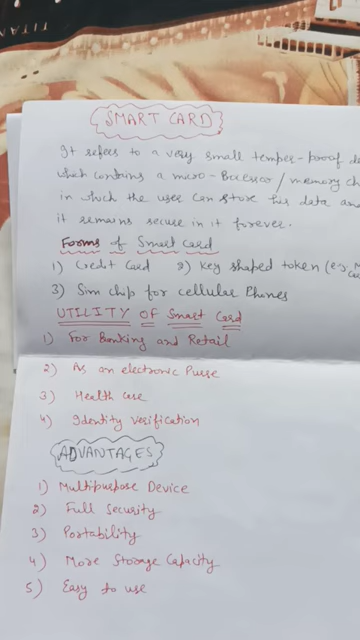 TITAN
SMART CARD
It refers to a very small temper-proof de
which contains a micro- / memory ch
in which the user can store his data an
it remains secure in it forever.
Forms of Smart card
1) Credit Card 2) Key shaped token (e.g. M
3) Sim chip for cellular Phones
UTILITY OF Smart Card
1) For Banking and Retail
2) As an electronic Purse
3) Health Care
4) Identity verification
ADVANTAGES
1) Multipurpose Device
2) Full Security
3) Portability
4) More Storage Capacity
5) Easy to use